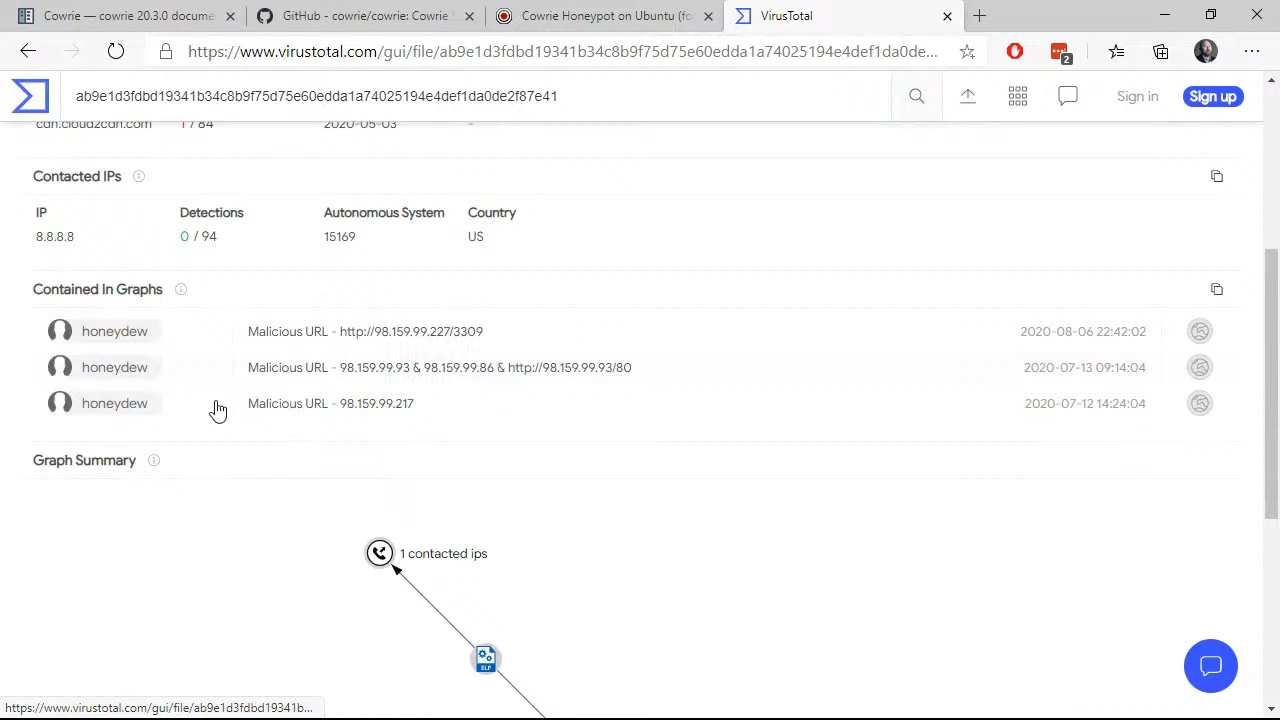 Cowrie — cowrie 20.3.0 docume
GitHub - cowrie/cowrie: Cowrie
Cowrie Honeypot on Ubuntu (fo
VirusTotal
https://www.virustotal.com/gui/file/ab9e1d3fdbd19341b34c8b9f75d75e60edda1a74025194e4def1da0de...
2
ab9e1d3fdbd19341b34c8b9f75d75e60edda1a74025194e4def1da0de2f87e41
Sign in
Sign up
cdn.cloud2cdn.com 1 / 84 2020-05-03 -
Contacted IPs
IP Detections Autonomous System Country
8.8.8.8 0 / 94 15169 US
Contained In Graphs
honeydew Malicious URL - http://98.159.99.227/3309 2020-08-06 22:42:02
honeydew Malicious URL - 98.159.99.93 & 98.159.99.86 & http://98.159.99.93/80 2020-07-13 09:14:04
honeydew Malicious URL - 98.159.99.217 2020-07-12 14:24:04
Graph Summary
1 contacted ips
ELF
https://www.virustotal.com/gui/file/ab9e1d3fdbd19341b...